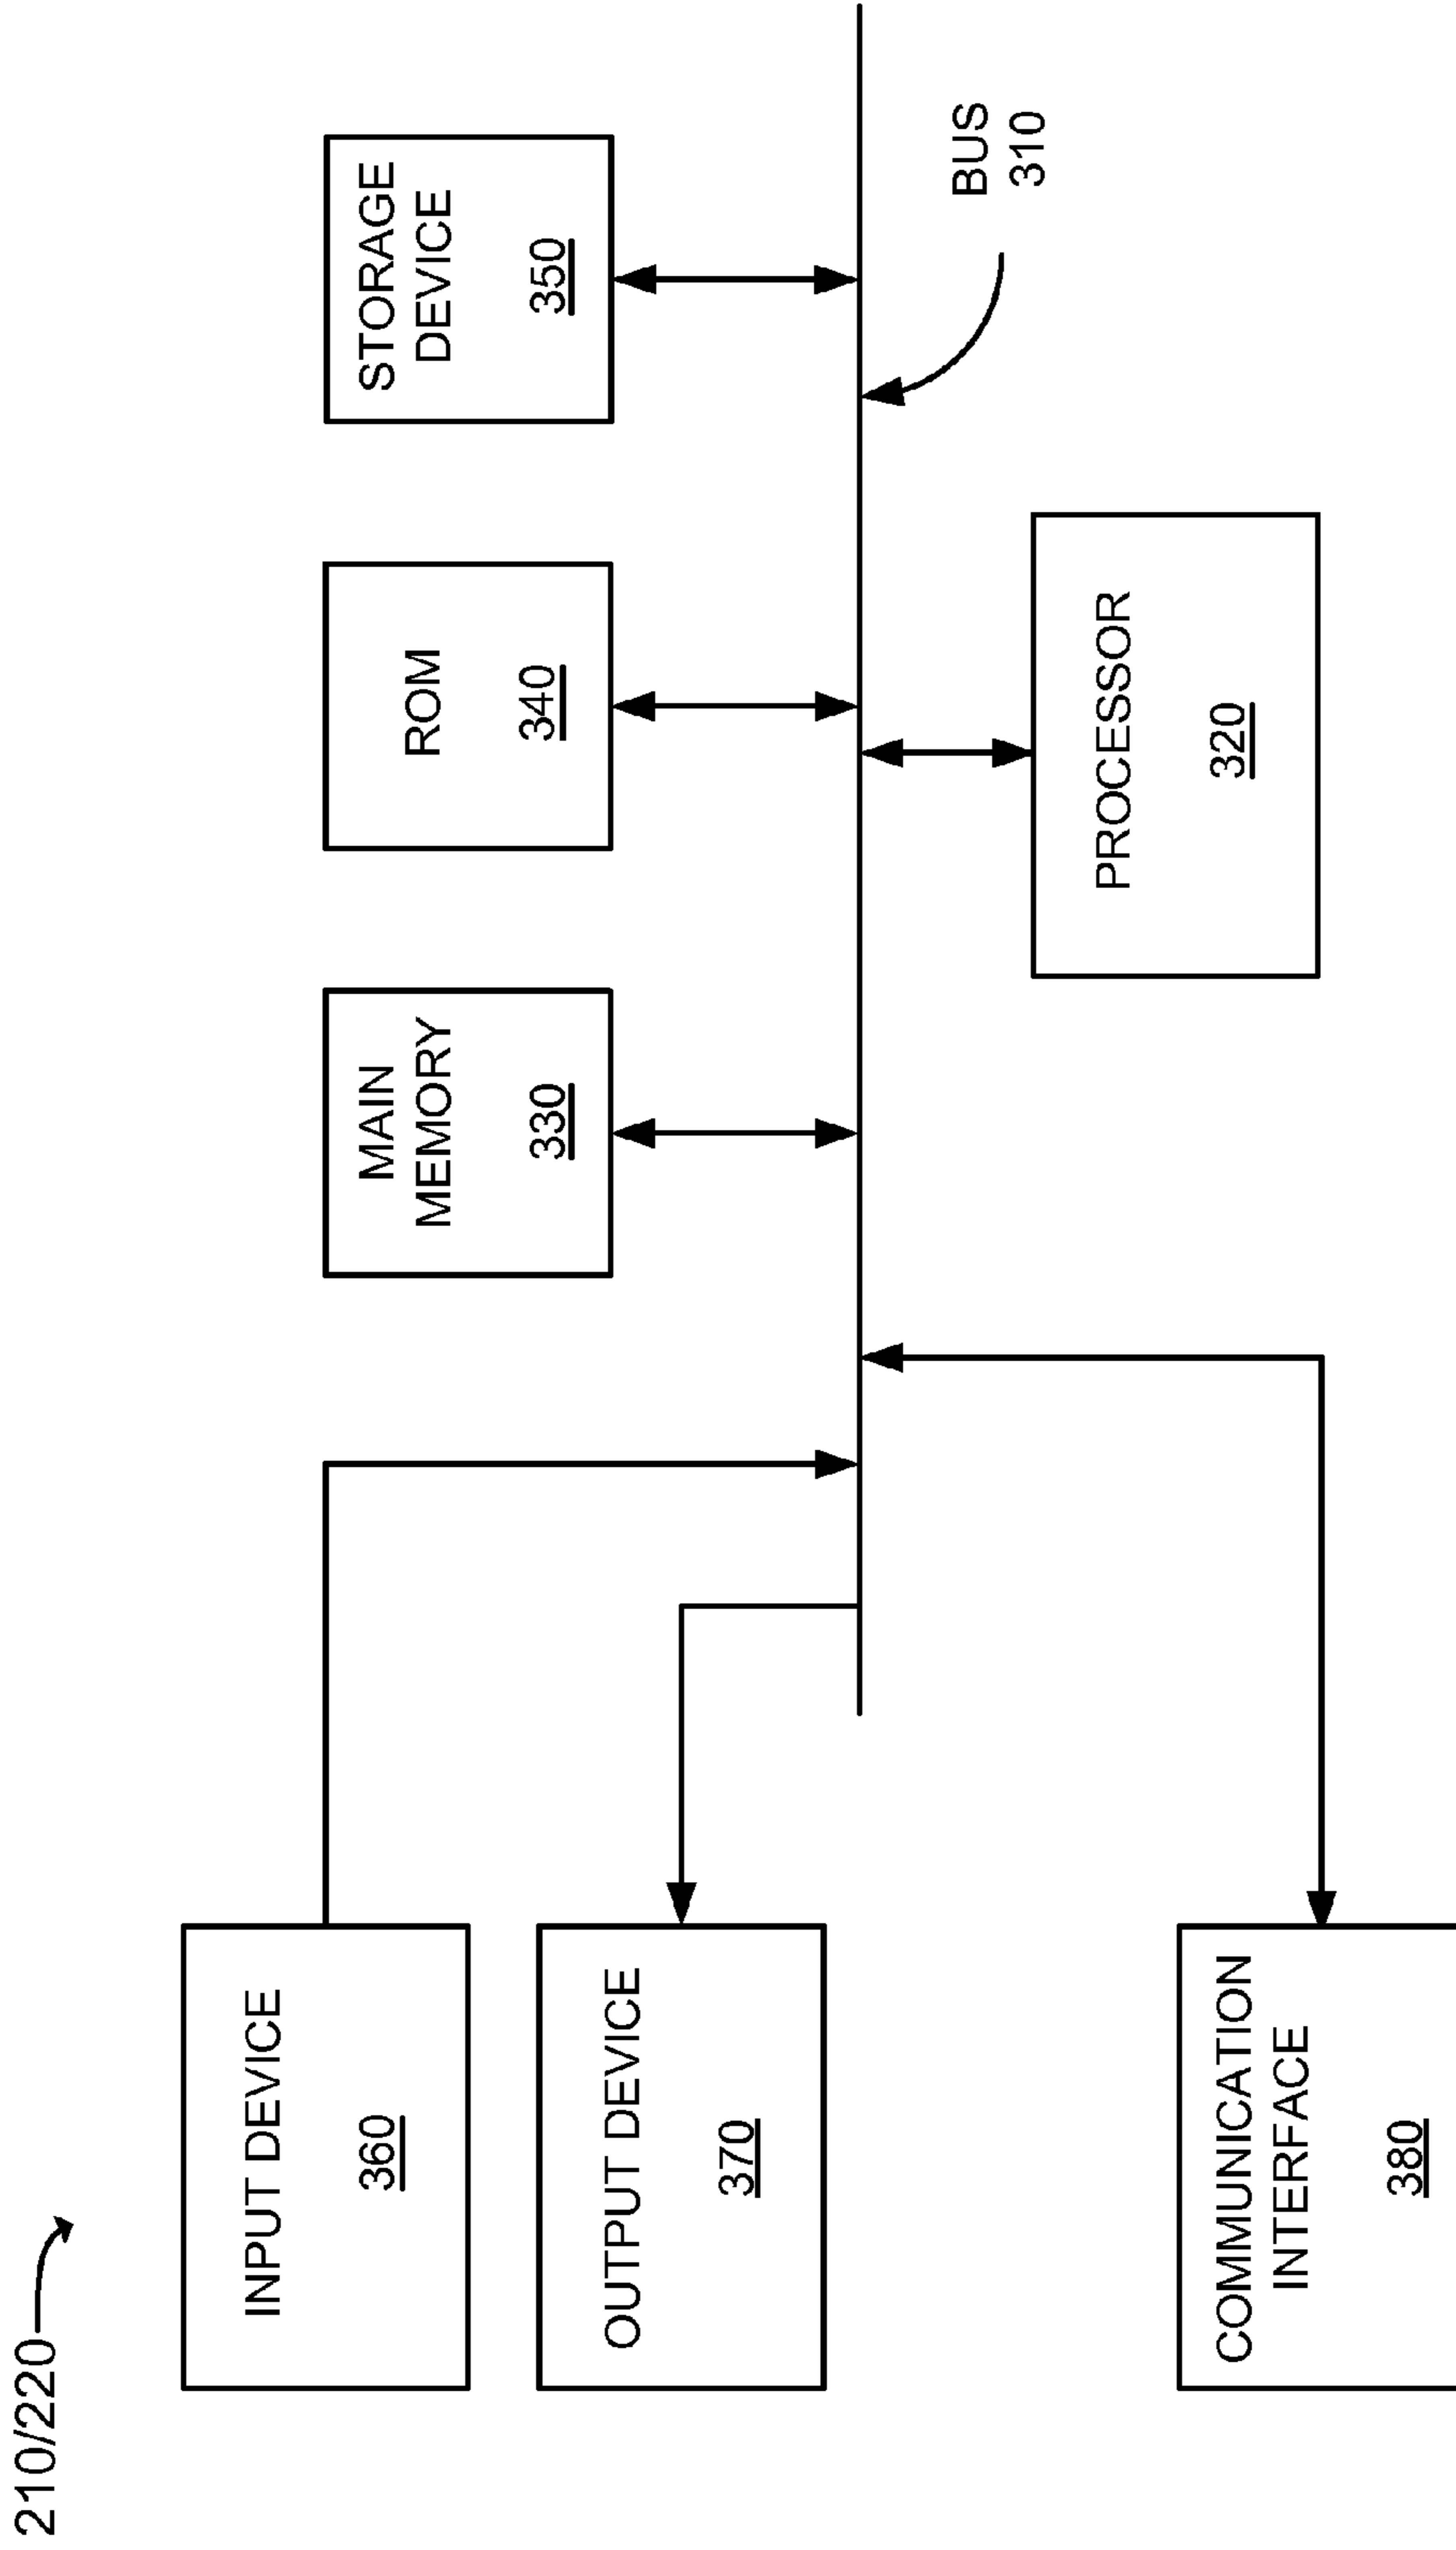 210/220
INPUT DEVICE
360
OUTPUT DEVICE
370
COMMUNICATION
INTERFACE
380
MAIN
MEMORY
330
ROM
340
STORAGE
DEVICE
350
PROCESSOR
320
BUS
310